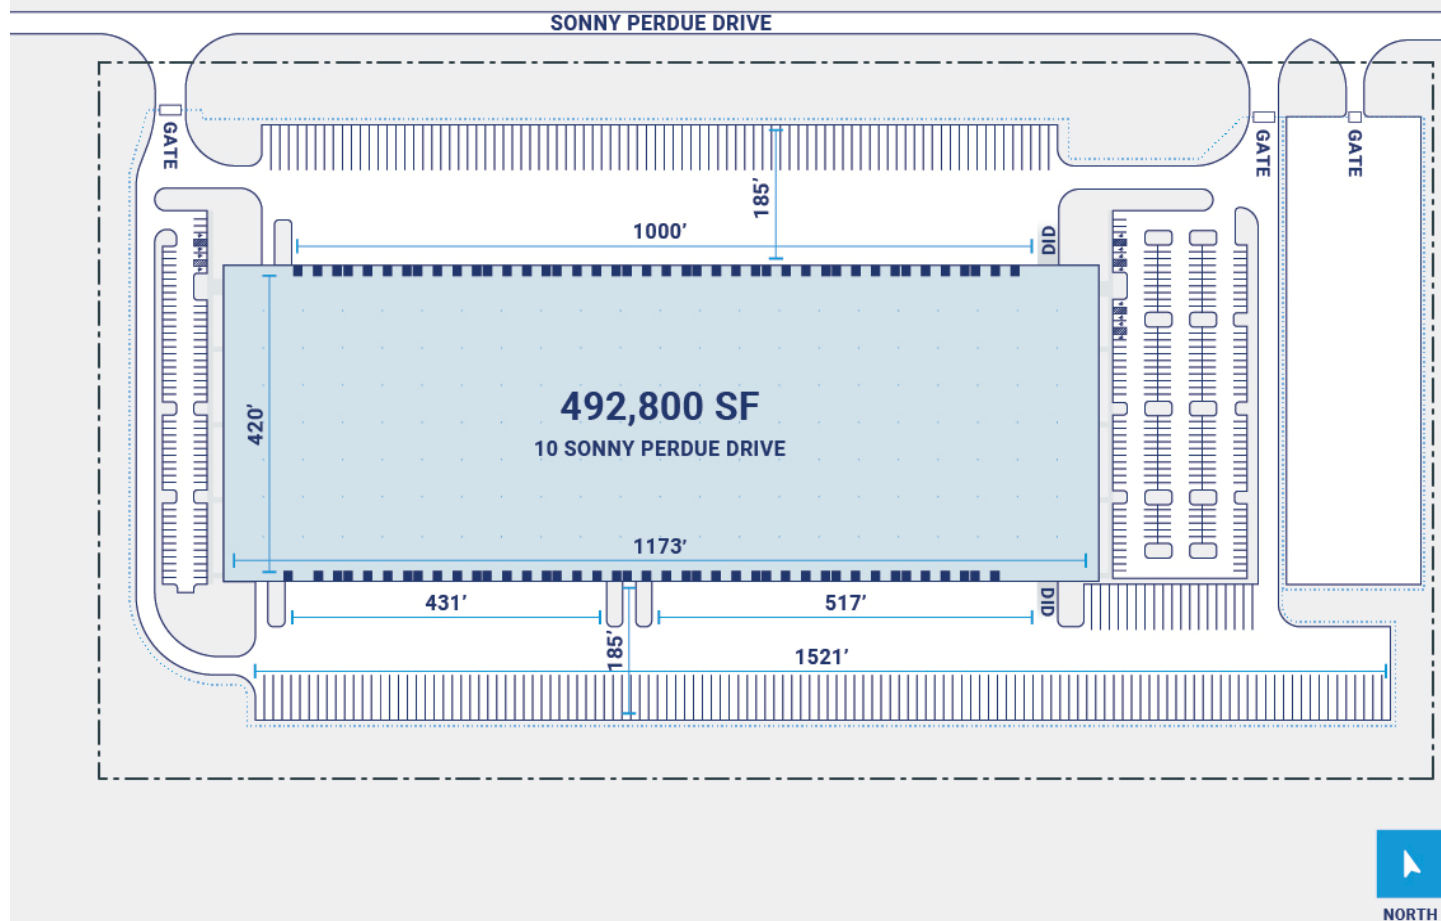 SONNY PERDUE DRIVE
GATE
GATE
GATE
185'
1000'
DID
492,800 SF
420'
10 SONNY PERDUE DRIVE
1173'
431'
517'
DID
185'
1521'
NORTH